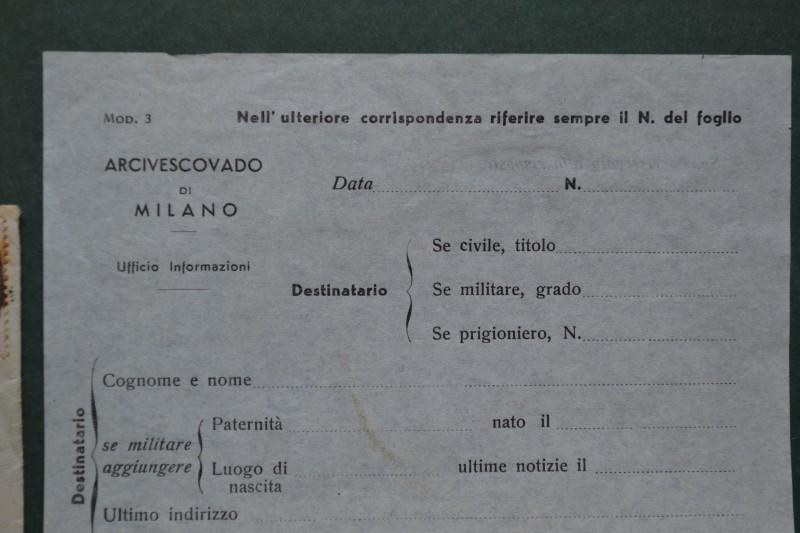 MOD. 3
Nell' ulteriore corrispondenza riferire sempre il N. del foglio
ARCIVESCOVADO
DI
MILANO
Data N.
Ufficio Informazioni
Destinatario
Se civile, titolo
Se militare, grado
Se prigioniero, N.
Destinatario
Cognome e nome
se militare aggiungere
Paternità nato il
Luogo di nascita ultime notizie il
Ultimo indirizzo